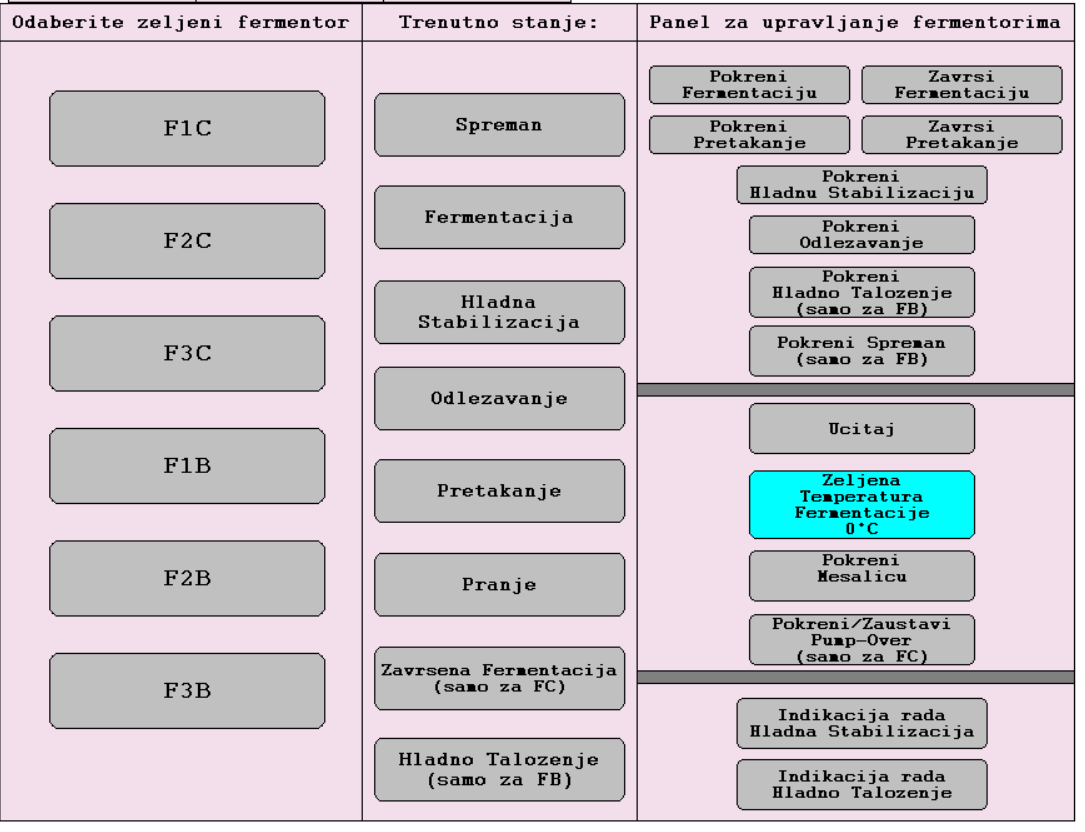 Odaberite zeljeni fermentor
Trenutno stanje:
Panel za upravljanje fermentorima
F1C
F2C
F3C
F1B
F2B
F3B
Spreman
Fermentacija
Hladna
Stabilizacija
Odlezavanje
Pretakanje
Pranje
Zavrsena Fermentacija
(samo za FC)
Hladno Talozenje
(samo za FB)
Pokreni
Fermentaciju
Zavrsi
Fermentaciju
Pokreni
Pretakanje
Zavrsi
Pretakanje
Pokreni
Hladnu Stabilizaciju
Pokreni
Odlezavanje
Pokreni
Hladno Talozenje
(samo za FB)
Pokreni Spreman
(samo za FB)
Ucitaj
Zeljena
Temperatura
Fermentacije
0°C
Pokreni
Mesalicu
Pokreni/Zaustavi
Pump-Over
(samo za FC)
Indikacija rada
Hladna Stabilizacija
Indikacija rada
Hladno Talozenje